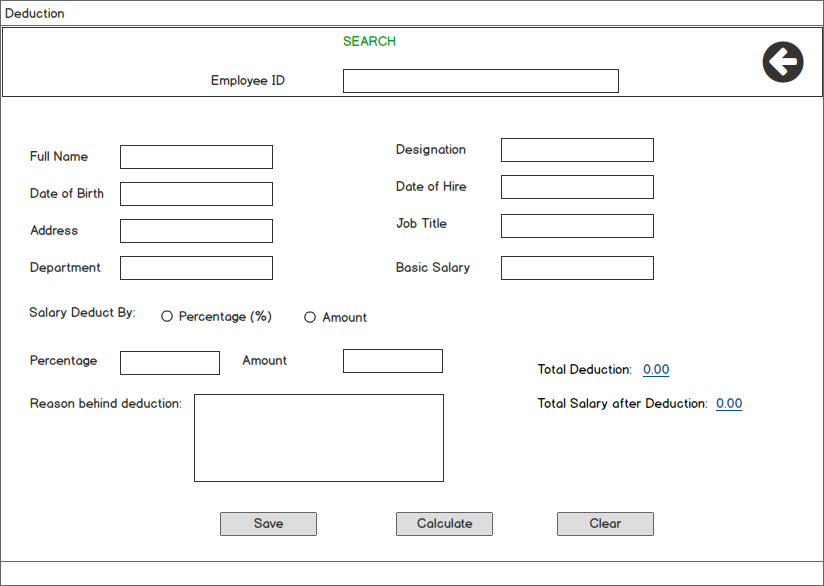 Deduction
SEARCH
Employee ID
Full Name
Designation
Date of Birth
Date of Hire
Address
Job Title
Department
Basic Salary
Salary Deduct By: Percentage (%) Amount
Percentage Amount
Total Deduction: 0.00
Reason behind deduction:
Total Salary after Deduction: 0.00
Save Calculate Clear